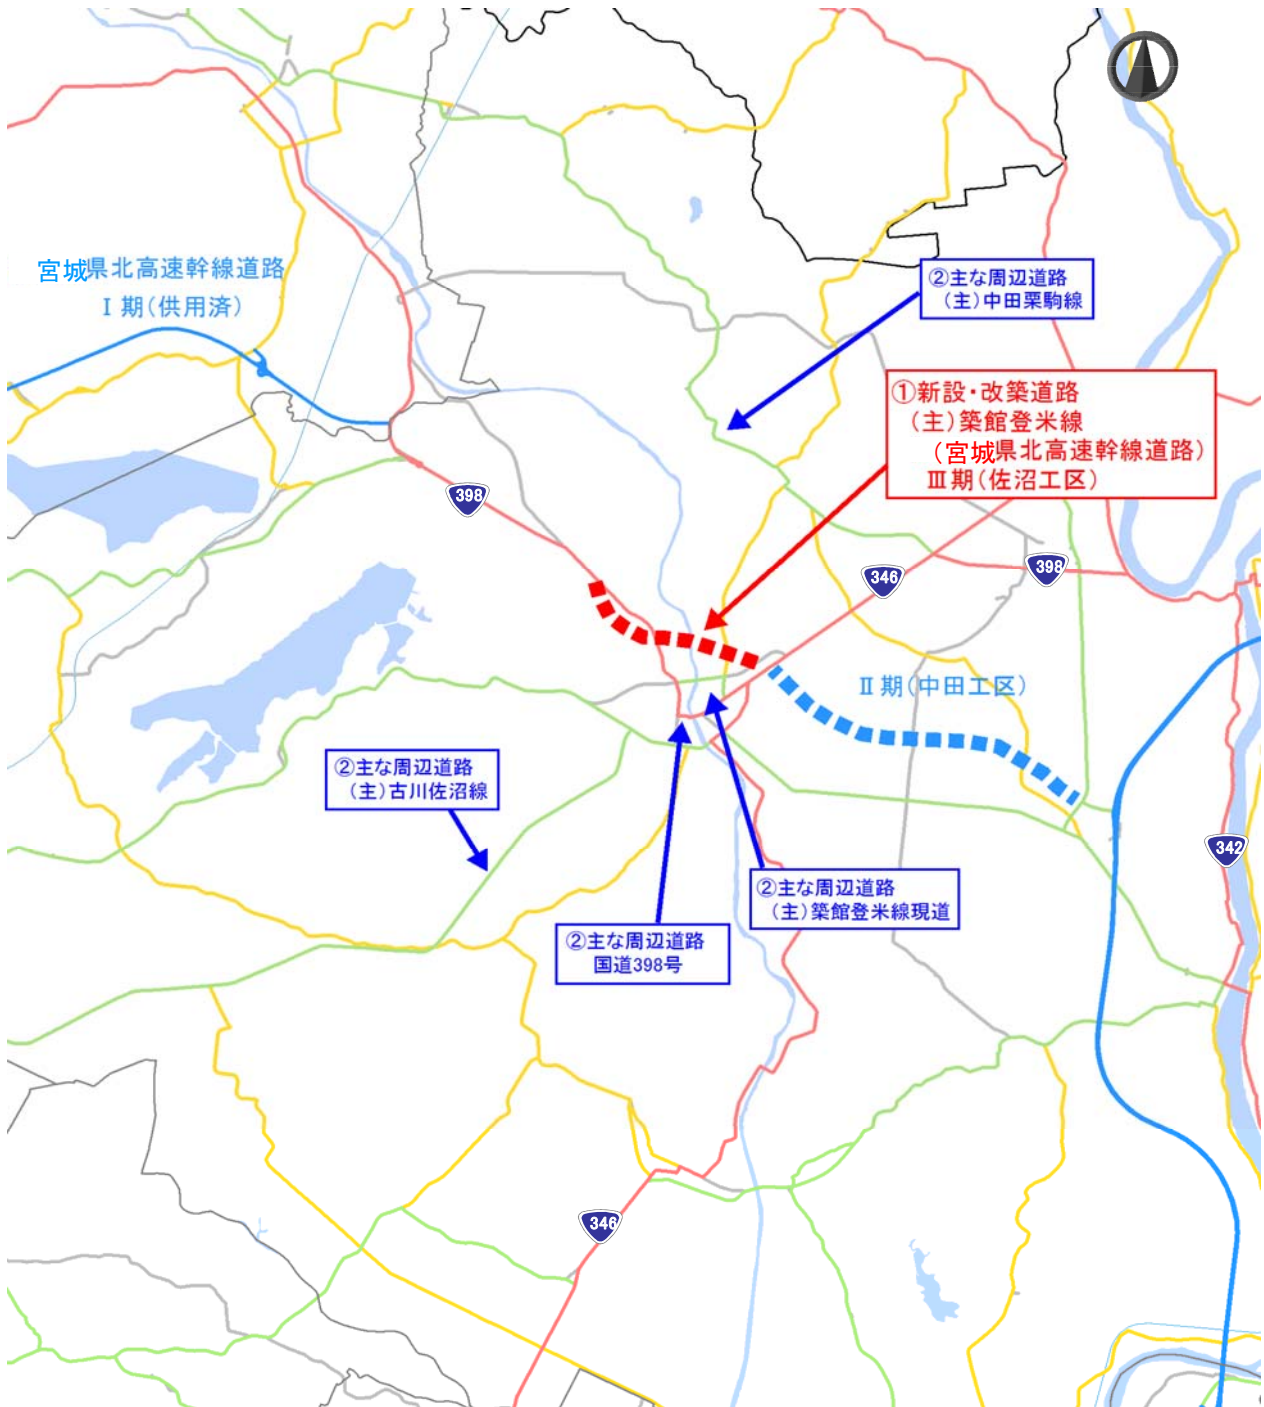 宮城県北高速幹線道路
Ⅰ期(供用済)
②主な周辺道路
(主)中田栗駒線
①新設・改築道路
(主)築館登米線
(宮城県北高速幹線道路)
Ⅲ期(佐沼工区)
398
346
398
Ⅱ期(中田工区)
②主な周辺道路
(主)古川佐沼線
342
②主な周辺道路
(主)築館登米線現道
②主な周辺道路
国道398号
346